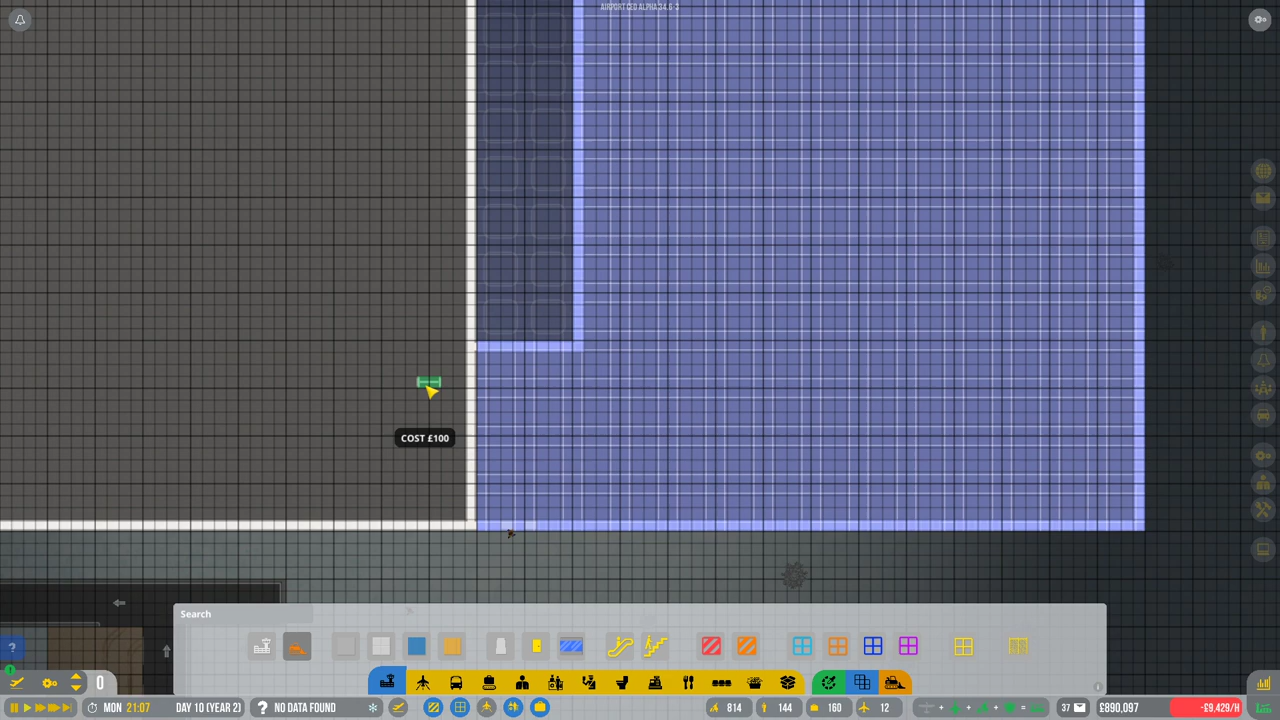 AIRPORT CEO ALPHA 34.6-3
COST £100
Search
?
0
MON 21:07
DAY 10 (YEAR 2)
? NO DATA FOUND
814
144
160
12
37
£890,097
-£9,429/H